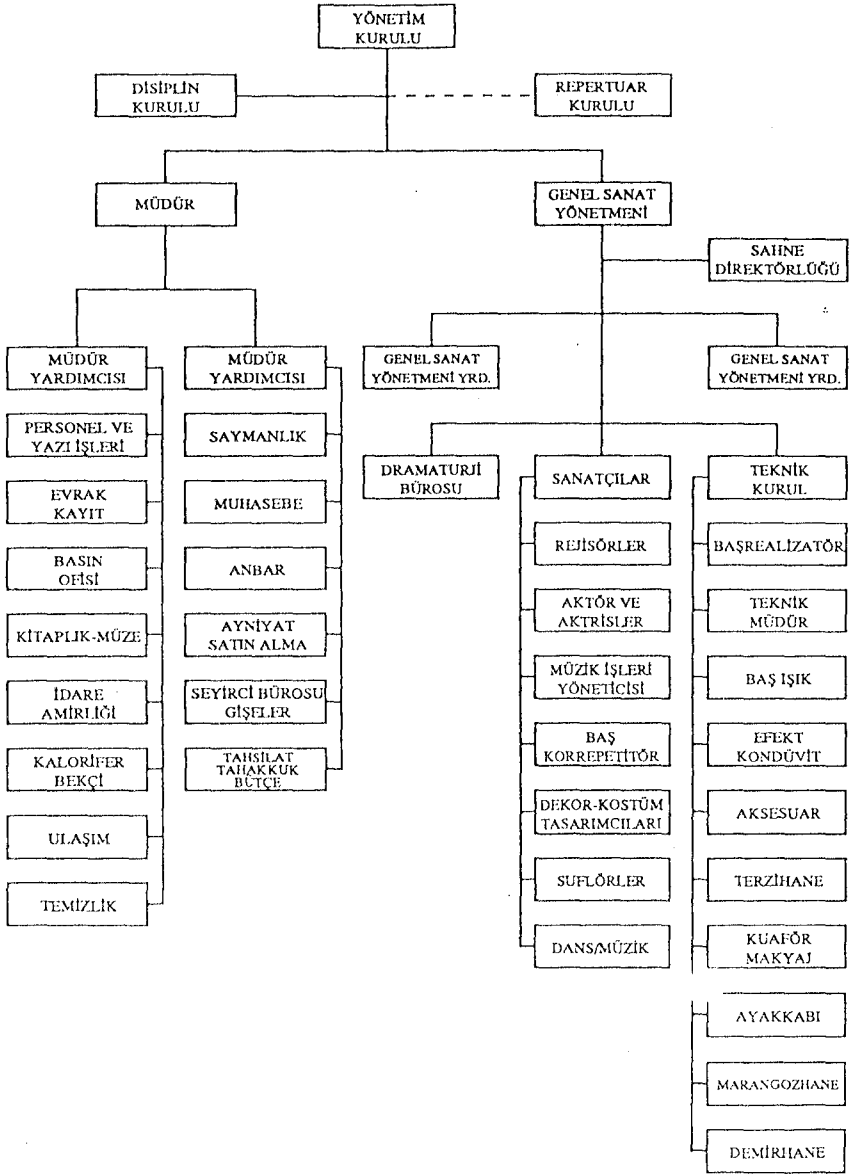 YÖNETİM
KURULU
DİSİPLİN
KURULU
REPERTUAR
KURULU
MÜDÜR
GENEL SANAT
YÖNETMENİ
SAHNE
DİREKTÖRLÜĞÜ
MÜDÜR
YARDIMCISI
MÜDÜR
YARDIMCISI
GENEL SANAT
YÖNETMENİ YRD.
GENEL SANAT
YÖNETMENİ YRD.
PERSONEL VE
YAZI İŞLERİ
EVRAK
KAYIT
BASIN
OFİSİ
KİTAPLIK-MÜZE
İDARE
AMİRLİĞİ
KALORİFER
BEKÇİ
ULAŞIM
TEMİZLİK
SAYMANLIK
MUHASEBE
ANBAR
AYNİYAT
SATIN ALMA
SEYİRCİ BÜROSU
GİŞELER
TAHSİLAT
TAHAKKUK
BÜTÇE
DRAMATURJİ
BÜROSU
SANATÇILAR
REJİSÖRLER
AKTÖR VE
AKTRİSLER
MÜZİK İŞLERİ
YÖNETİCİSİ
BAŞ
KORREPETİTÖR
DEKOR-KOSTÜM
TASARIMCILARI
SUFLÖRLER
DANS/MÜZİK
TEKNİK
KURUL
BAŞREALİZATÖR
TEKNİK
MÜDÜR
BAŞ IŞIK
EFEKT
KONDÜVİT
AKSESUAR
TERZİHANE
KUAFÖR
MAKYAJ
AYAKKABI
MARANGOZHANE
DEMİRHANE